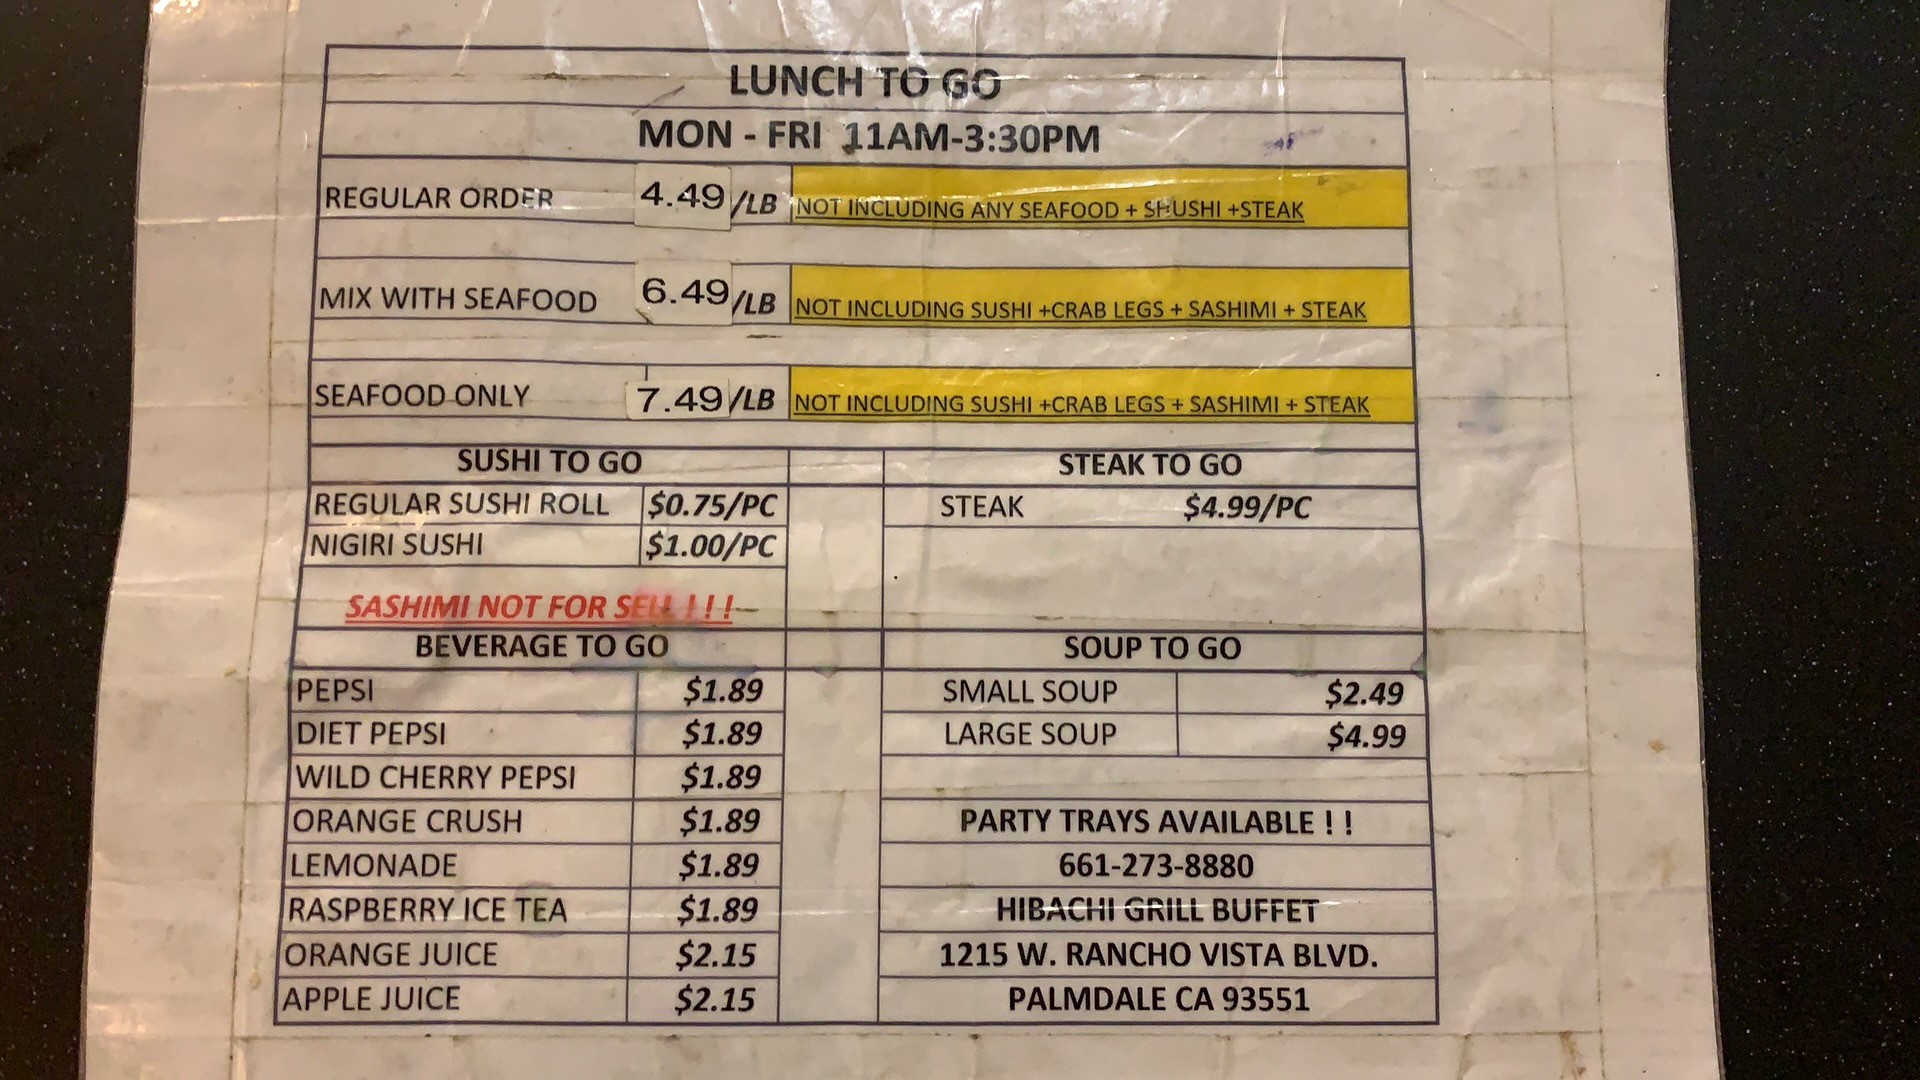 LUNCH TO GO
MON - FRI 11AM-3:30PM
REGULAR ORDER 4.49 /LB NOT INCLUDING ANY SEAFOOD + SHUSHI +STEAK
MIX WITH SEAFOOD 6.49 /LB NOT INCLUDING SUSHI +CRAB LEGS + SASHIMI + STEAK
SEAFOOD ONLY 7.49 /LB NOT INCLUDING SUSHI +CRAB LEGS + SASHIMI + STEAK
SUSHI TO GO STEAK TO GO
REGULAR SUSHI ROLL $0.75/PC STEAK $4.99/PC
NIGIRI SUSHI $1.00/PC
SASHIMI NOT FOR SELL ! ! !
BEVERAGE TO GO SOUP TO GO
PEPSI $1.89 SMALL SOUP $2.49
DIET PEPSI $1.89 LARGE SOUP $4.99
WILD CHERRY PEPSI $1.89
ORANGE CRUSH $1.89 PARTY TRAYS AVAILABLE ! !
LEMONADE $1.89 661-273-8880
RASPBERRY ICE TEA $1.89 HIBACHI GRILL BUFFET
ORANGE JUICE $2.15 1215 W. RANCHO VISTA BLVD.
APPLE JUICE $2.15 PALMDALE CA 93551